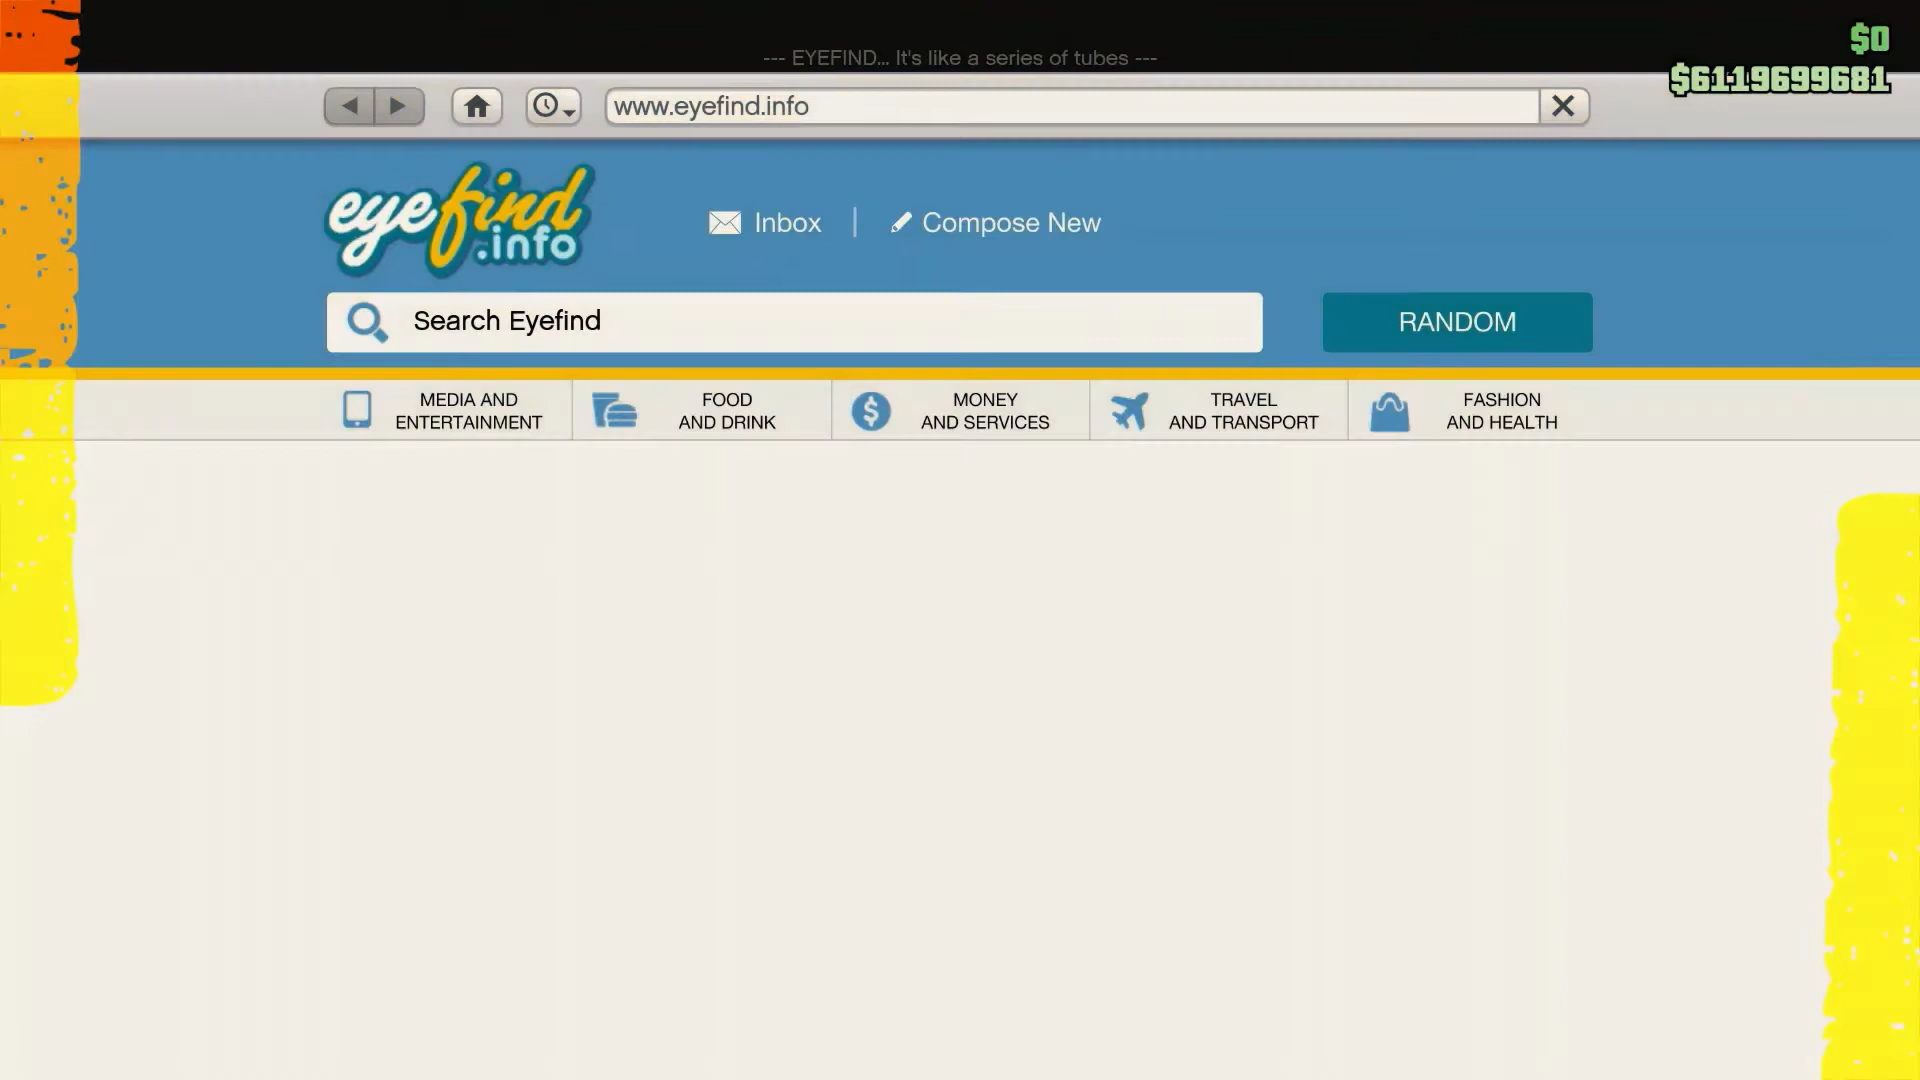 --- EYEFIND... It's like a series of tubes ---
$0
$6119699681
www.eyefind.info
eyefind
.info
Inbox | Compose New
Search Eyefind
RANDOM
MEDIA AND
ENTERTAINMENT
FOOD
AND DRINK
MONEY
AND SERVICES
TRAVEL
AND TRANSPORT
FASHION
AND HEALTH